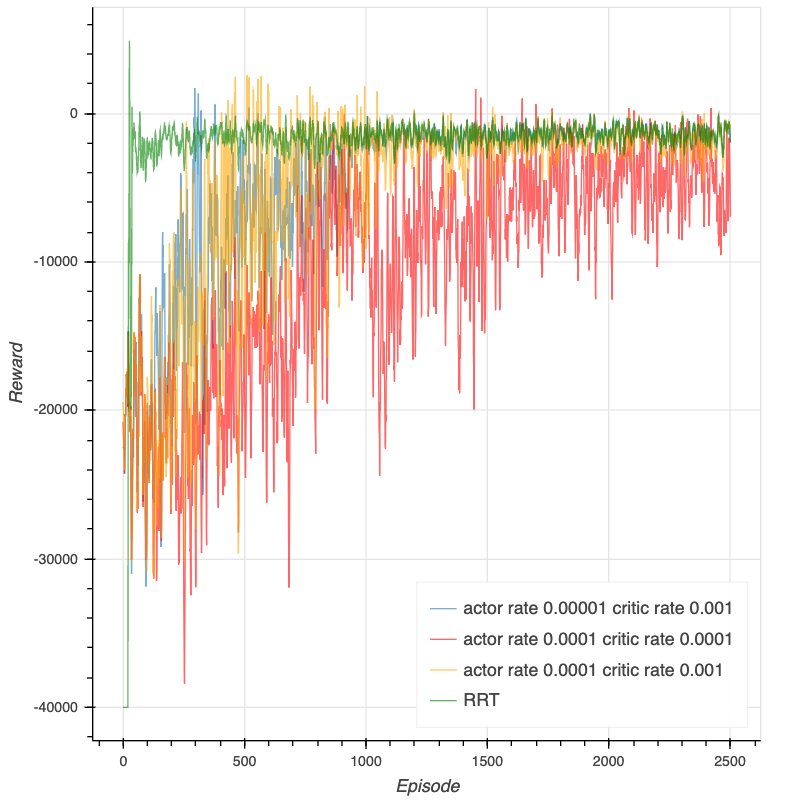 0
-10000
-20000
-30000
-40000
Reward
actor rate 0.00001 critic rate 0.001
actor rate 0.0001 critic rate 0.0001
actor rate 0.0001 critic rate 0.001
RRT
0 500 1000 1500 2000 2500
Episode